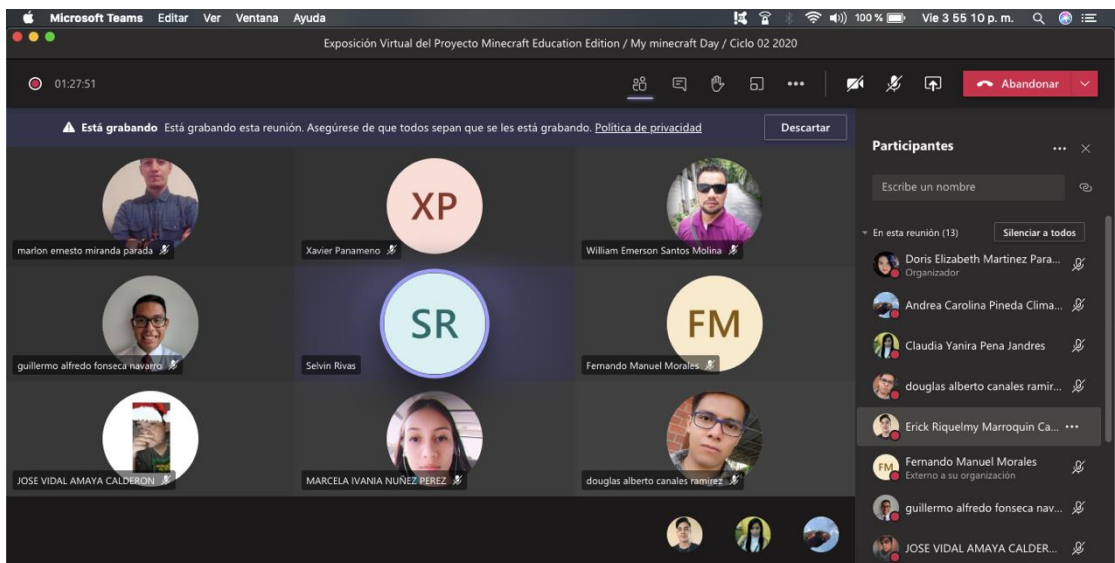 Microsoft Teams Editar Ver Ventana Ayuda 100 % Vie 3 55 10 p. m.
Exposición Virtual del Proyecto Minecraft Education Edition / My minecraft Day / Ciclo 02 2020
01:27:51 Abandonar
Está grabando Está grabando esta reunión. Asegúrese de que todos sepan que se les está grabando. Política de privacidad Descartar
XP
marlon ernesto miranda parada Xavier Panameno William Emerson Santos Molina
SR FM
guillermo alfredo fonseca navarro Selvin Rivas Fernando Manuel Morales
JOSE VIDAL AMAYA CALDERON MARCELA IVANIA NUÑEZ PEREZ douglas alberto canales ramirez
Participantes
Escribe un nombre
En esta reunión (13) Silenciar a todos
Doris Elizabeth Martinez Para...
Organizador
Andrea Carolina Pineda Clima...
Claudia Yanira Pena Jandres
douglas alberto canales ramir...
Erick Riquelmy Marroquin Ca...
FM Fernando Manuel Morales
Externo a su organización
guillermo alfredo fonseca nav...
JOSE VIDAL AMAYA CALDER...